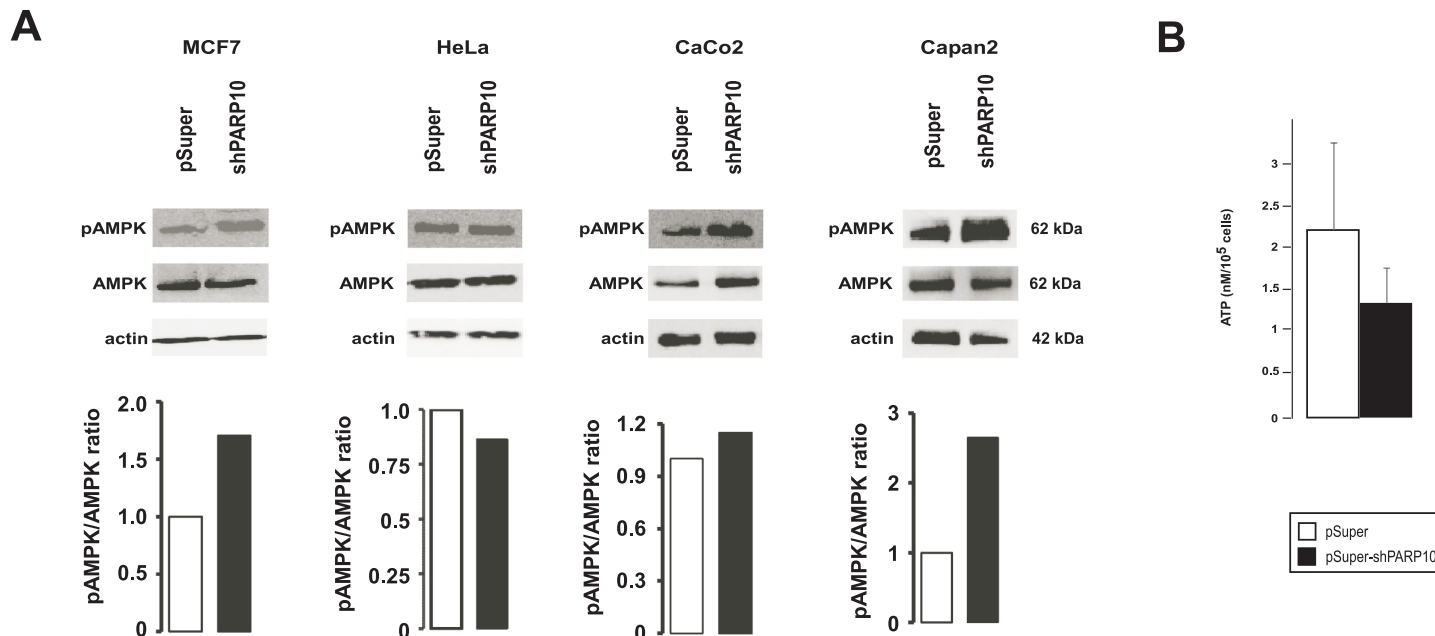 A
MCF7
pSuper
shPARP10
pAMPK
AMPK
actin
pAMPK/AMPK ratio
2.0
1.5
1.0
0.5
0
HeLa
pSuper
shPARP10
pAMPK
AMPK
actin
pAMPK/AMPK ratio
1.0
0.75
0.5
0.25
0
CaCo2
pSuper
shPARP10
pAMPK
AMPK
actin
pAMPK/AMPK ratio
1.2
0.9
0.6
0.3
0
Capan2
pSuper
shPARP10
pAMPK 62 kDa
AMPK 62 kDa
actin 42 kDa
pAMPK/AMPK ratio
3
2
1
0
B
ATP (nM/10⁵ cells)
3
2.5
2
1.5
1
0.5
0
pSuper
pSuper-shPARP10